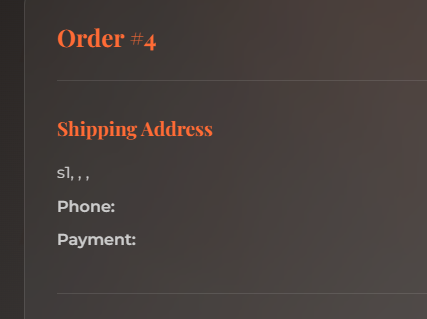 Order #4
Shipping Address
s1, , ,
Phone:
Payment: